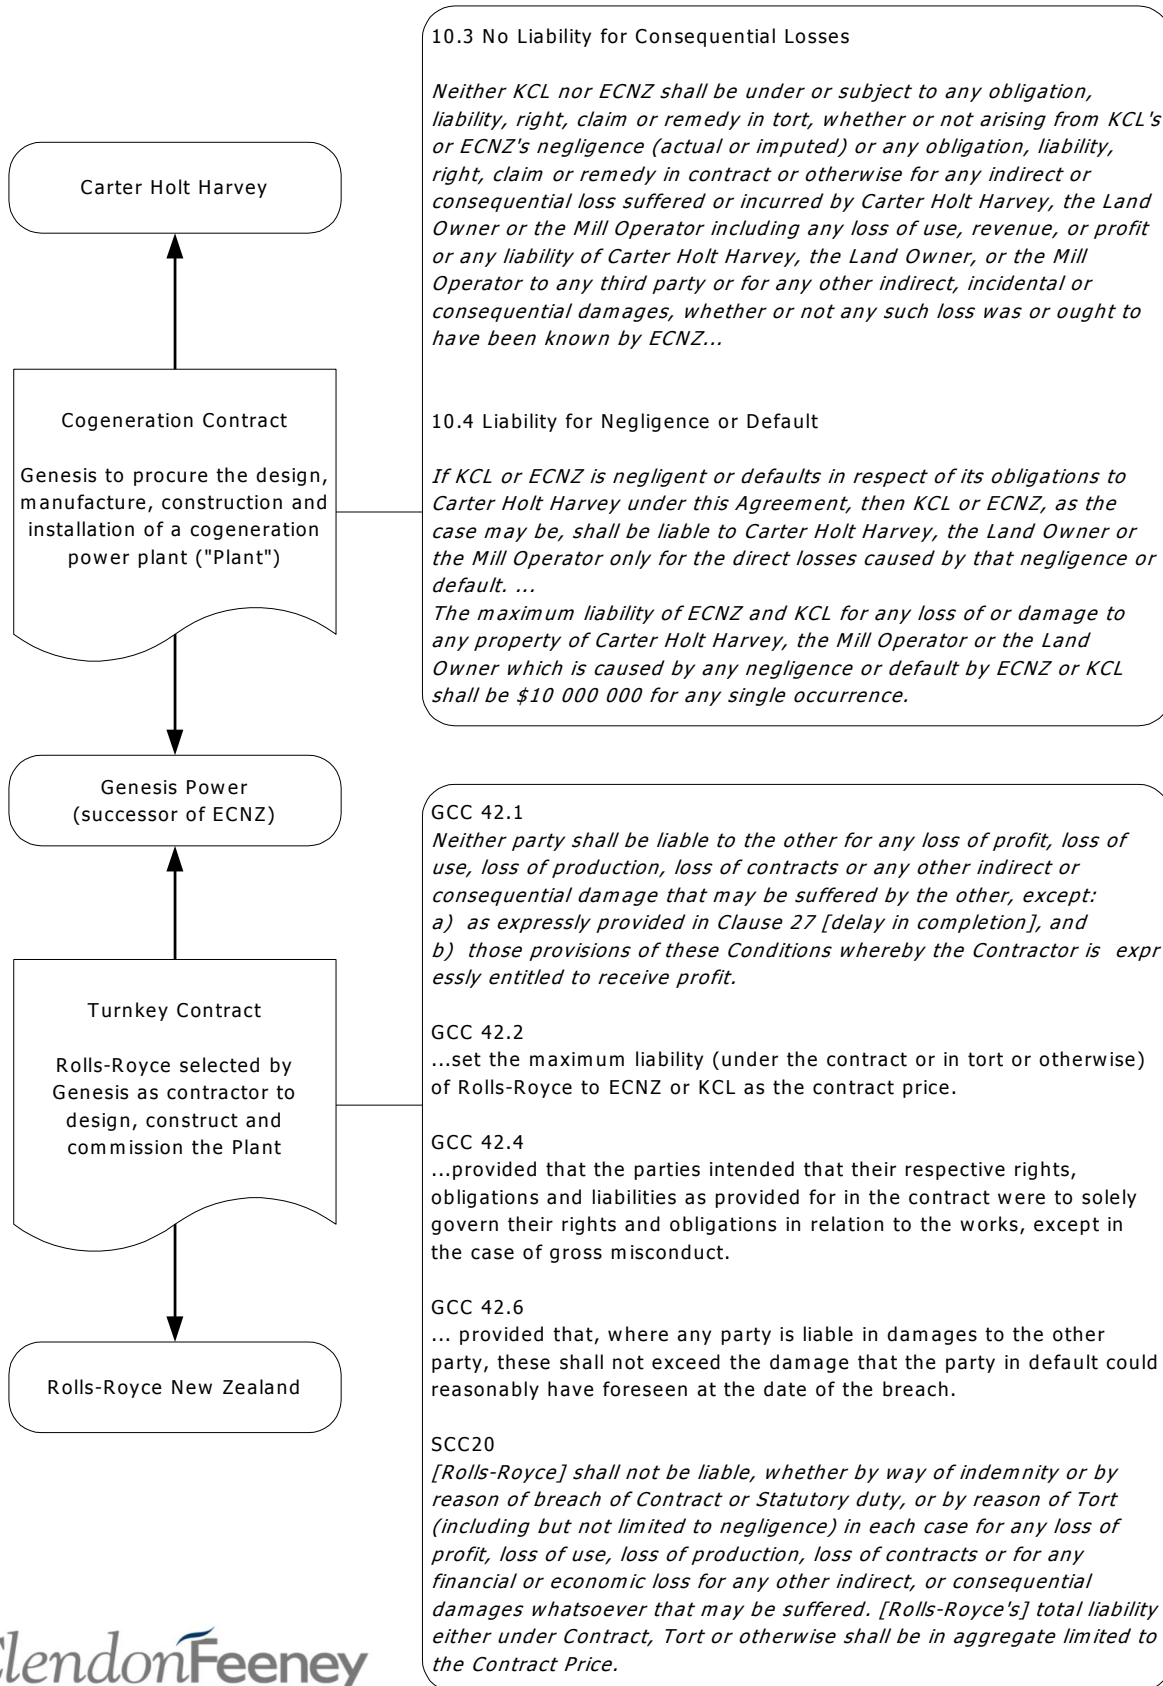 Carter Holt Harvey
Cogeneration Contract
Genesis to procure the design,
manufacture, construction and
installation of a cogeneration
power plant ("Plant")
10.3 No Liability for Consequential Losses
Neither KCL nor ECNZ shall be under or subject to any obligation,
liability, right, claim or remedy in tort, whether or not arising from KCL's
or ECNZ's negligence (actual or imputed) or any obligation, liability,
right, claim or remedy in contract or otherwise for any indirect or
consequential loss suffered or incurred by Carter Holt Harvey, the Land
Owner or the Mill Operator including any loss of use, revenue, or profit
or any liability of Carter Holt Harvey, the Land Owner, or the Mill
Operator to any third party or for any other indirect, incidental or
consequential damages, whether or not any such loss was or ought to
have been known by ECNZ...
10.4 Liability for Negligence or Default
If KCL or ECNZ is negligent or defaults in respect of its obligations to
Carter Holt Harvey under this Agreement, then KCL or ECNZ, as the
case may be, shall be liable to Carter Holt Harvey, the Land Owner or
the Mill Operator only for the direct losses caused by that negligence or
default. ...
The maximum liability of ECNZ and KCL for any loss of or damage to
any property of Carter Holt Harvey, the Mill Operator or the Land
Owner which is caused by any negligence or default by ECNZ or KCL
shall be $10 000 000 for any single occurrence.
Genesis Power
(successor of ECNZ)
Turnkey Contract
Rolls-Royce selected by
Genesis as contractor to
design, construct and
commission the Plant
Rolls-Royce New Zealand
GCC 42.1
Neither party shall be liable to the other for any loss of profit, loss of
use, loss of production, loss of contracts or any other indirect or
consequential damage that may be suffered by the other, except:
a) as expressly provided in Clause 27 [delay in completion], and
b) those provisions of these Conditions whereby the Contractor is expr
essly entitled to receive profit.
GCC 42.2
...set the maximum liability (under the contract or in tort or otherwise)
of Rolls-Royce to ECNZ or KCL as the contract price.
GCC 42.4
...provided that the parties intended that their respective rights,
obligations and liabilities as provided for in the contract were to solely
govern their rights and obligations in relation to the works, except in
the case of gross misconduct.
GCC 42.6
... provided that, where any party is liable in damages to the other
party, these shall not exceed the damage that the party in default could
reasonably have foreseen at the date of the breach.
SCC20
[Rolls-Royce] shall not be liable, whether by way of indemnity or by
reason of breach of Contract or Statutory duty, or by reason of Tort
(including but not limited to negligence) in each case for any loss of
profit, loss of use, loss of production, loss of contracts or for any
financial or economic loss for any other indirect, or consequential
damages whatsoever that may be suffered. [Rolls-Royce's] total liability
either under Contract, Tort or otherwise shall be in aggregate limited to
the Contract Price.
ClendonFeeney